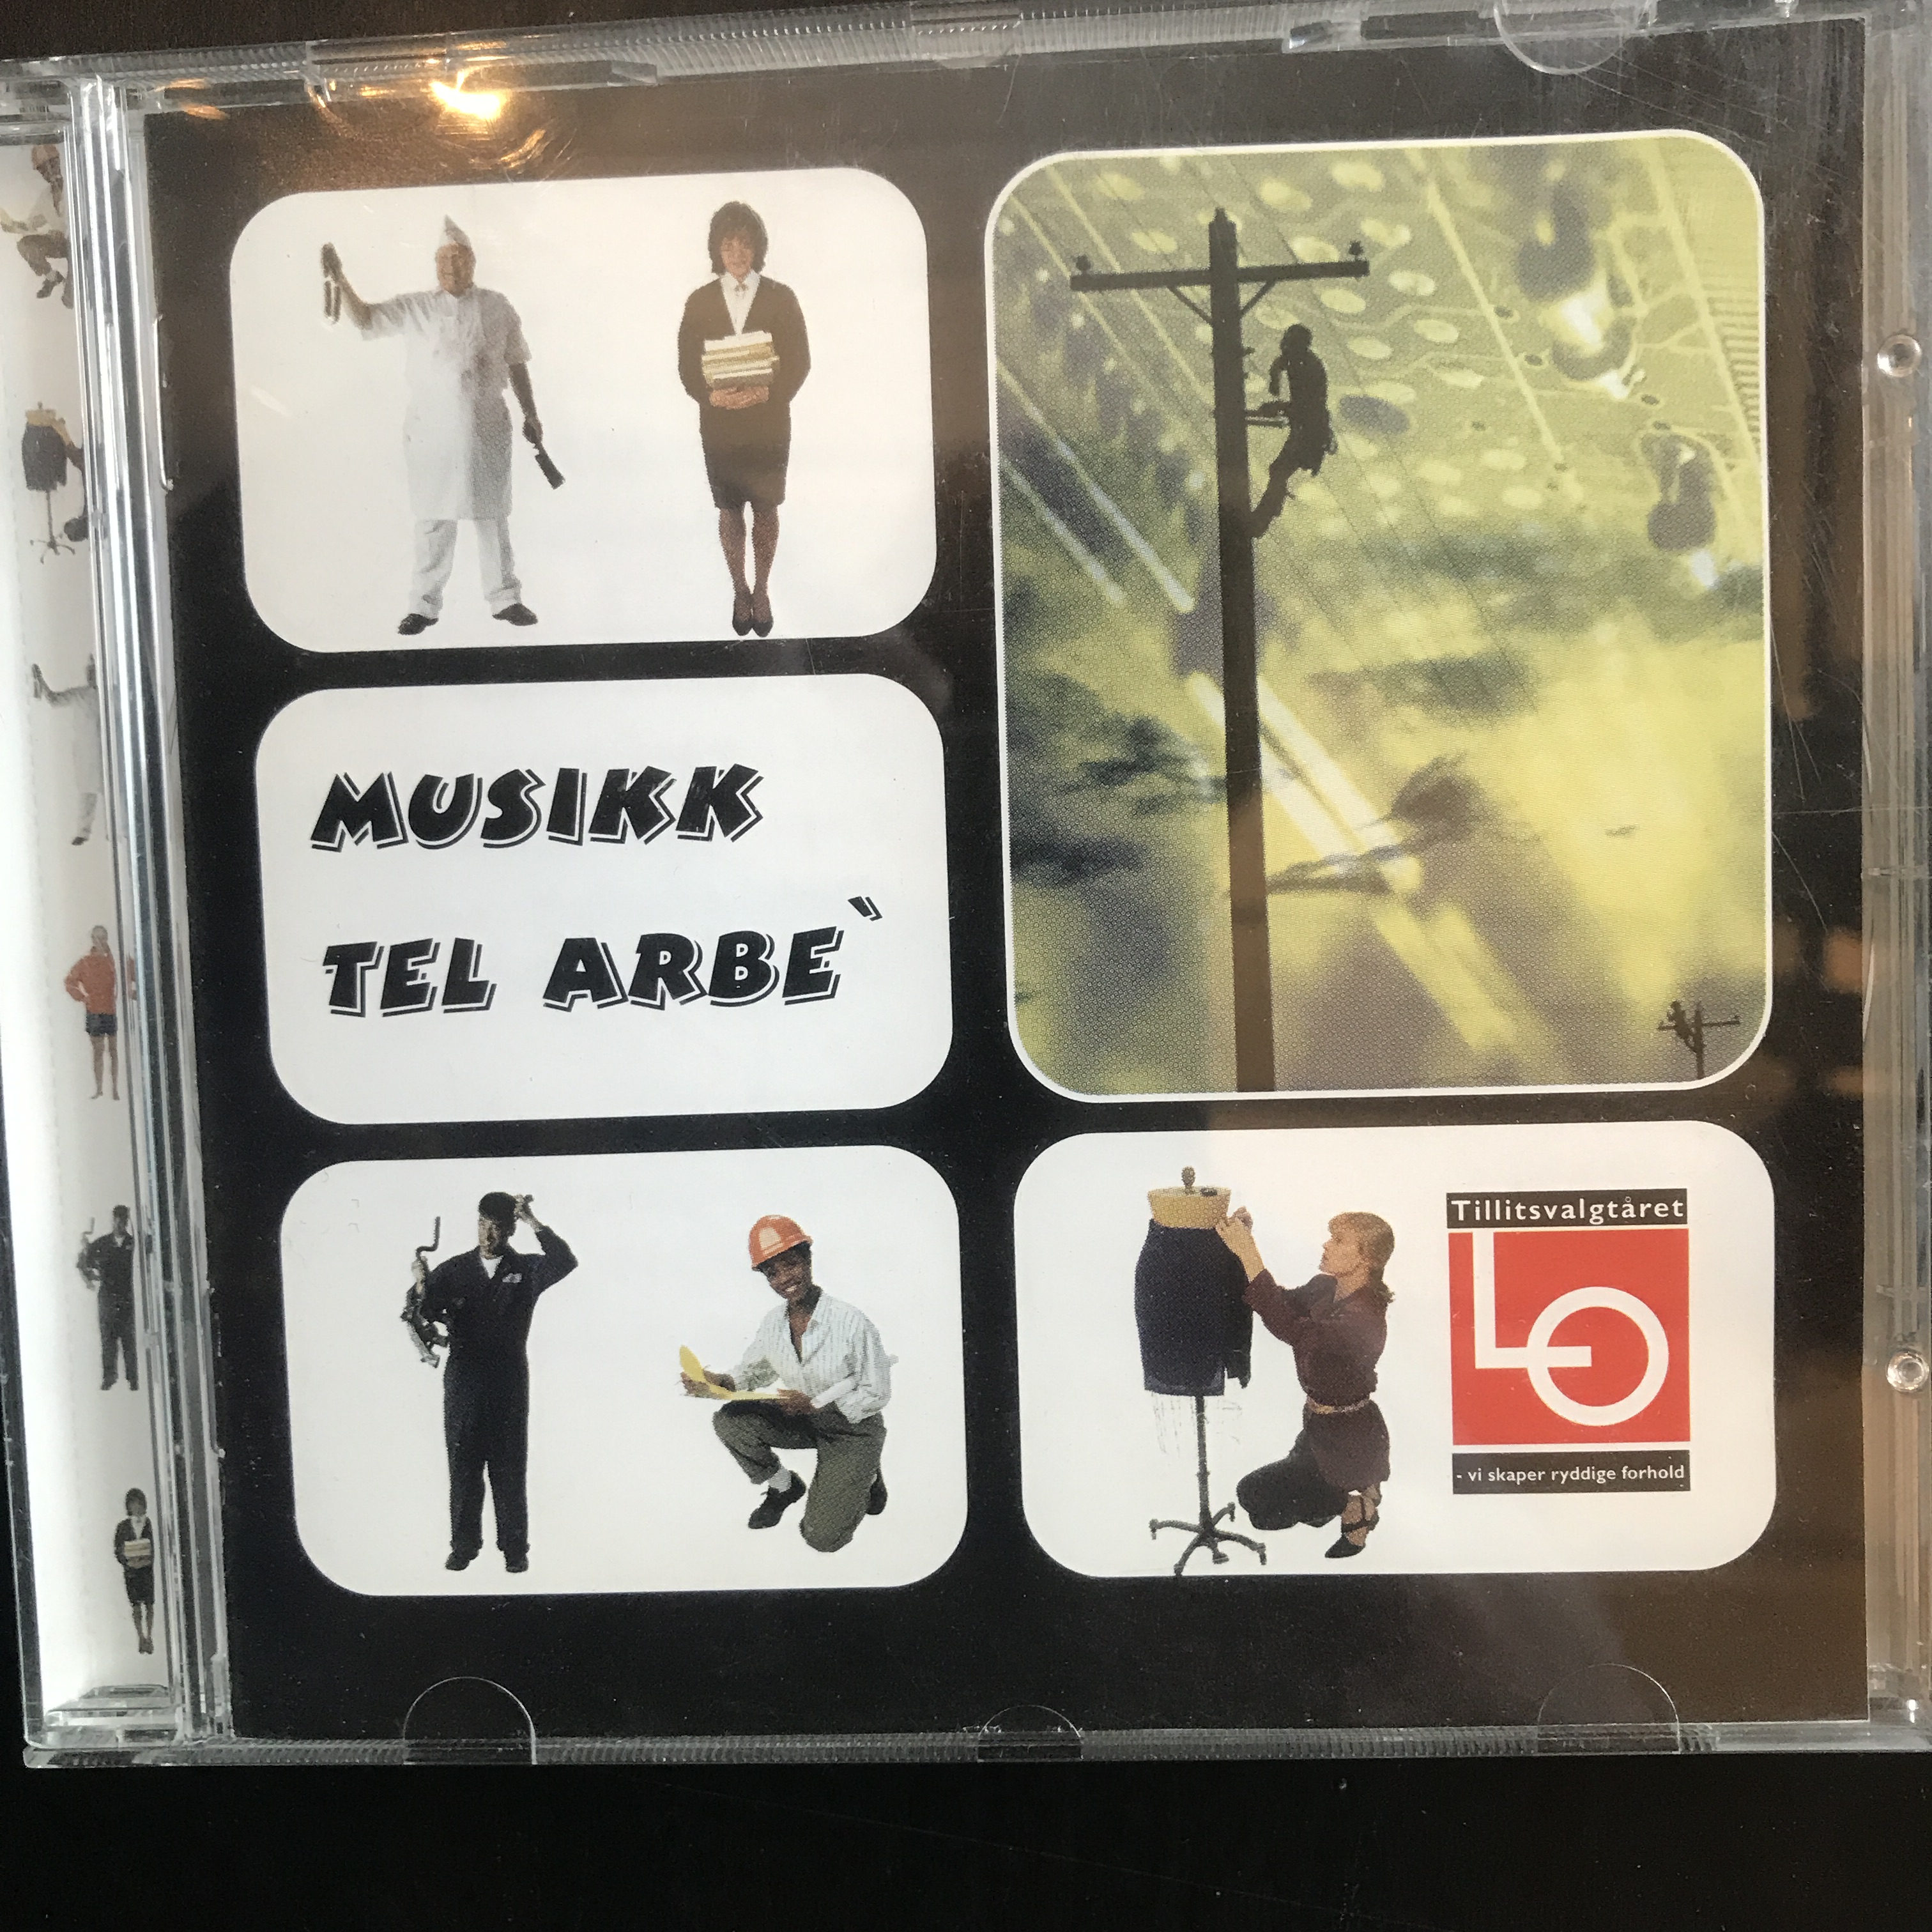 MUSIKK
TEL ARBE`
Tillitsvalgtåret
LO
- vi skaper ryddige forhold